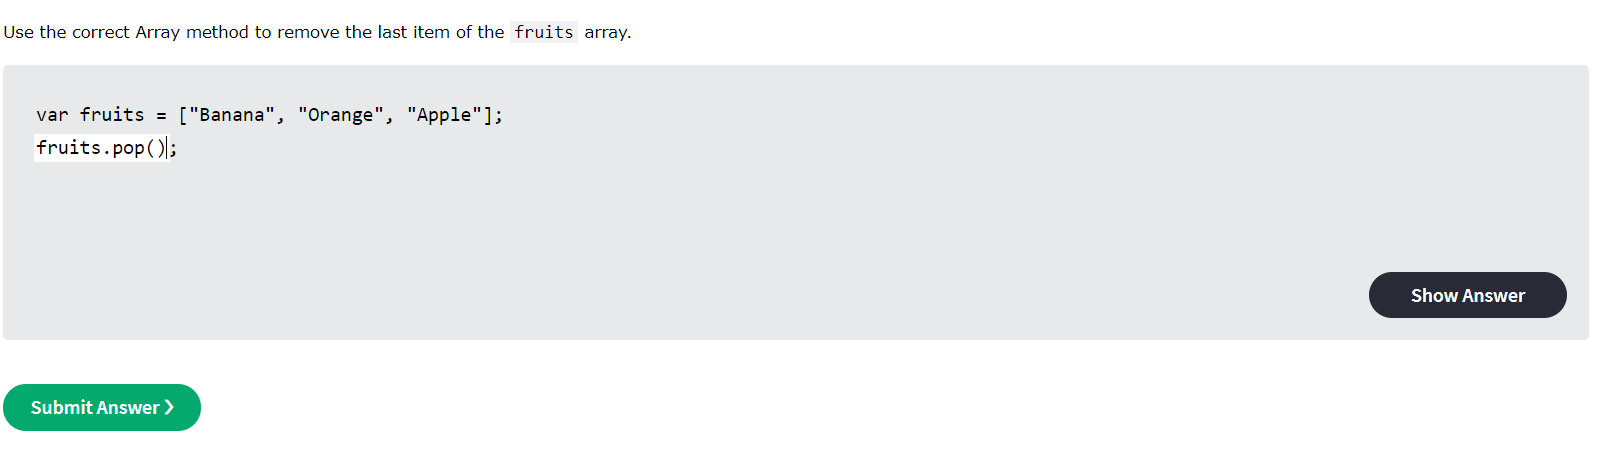 Use the correct Array method to remove the last item of the fruits array.
var fruits = ["Banana", "Orange", "Apple"];
fruits.pop();
Show Answer
Submit Answer ❯